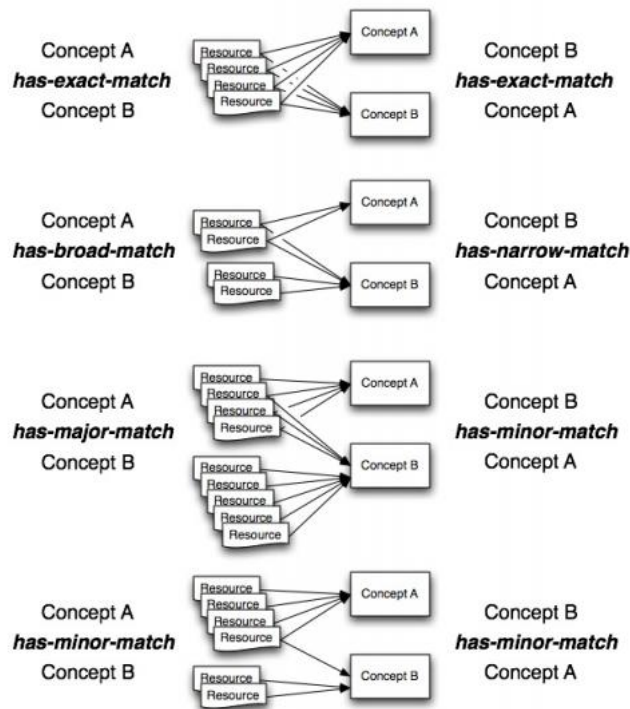 Concept A
has-exact-match
Concept B
Resource
Resource
Resource
Resource
Concept A
Concept B
Concept B
has-exact-match
Concept A
Concept A
has-broad-match
Concept B
Resource
Resource
Resource
Resource
Concept A
Concept B
Concept B
has-narrow-match
Concept A
Concept A
has-major-match
Concept B
Resource
Resource
Resource
Resource
Resource
Resource
Resource
Resource
Resource
Concept A
Concept B
Concept B
has-minor-match
Concept A
Concept A
has-minor-match
Concept B
Resource
Resource
Resource
Resource
Resource
Resource
Concept A
Concept B
Concept B
has-minor-match
Concept A